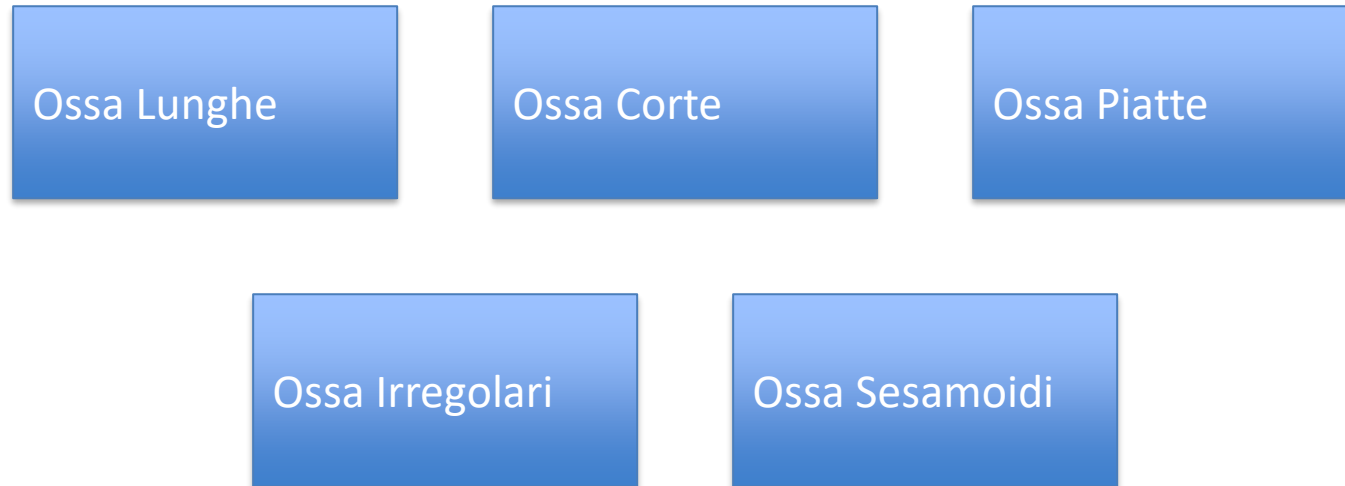 Ossa Lunghe
Ossa Corte
Ossa Piatte
Ossa Irregolari
Ossa Sesamoidi